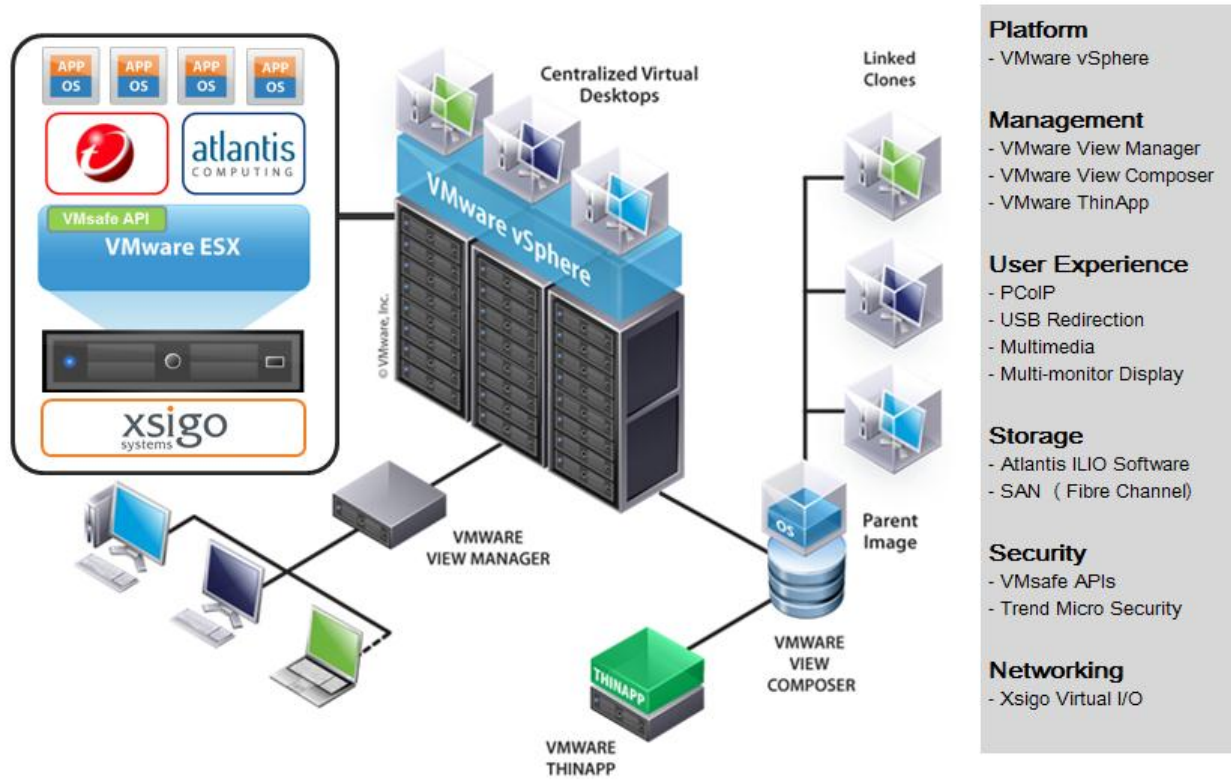 APP
OS
APP
OS
APP
OS
APP
OS
atlantis
COMPUTING
VMsafe API
VMware ESX
xsigo
systems
Centralized Virtual
Desktops
VMware vSphere
© VMware, Inc.
Linked
Clones
OS
Parent
Image
VMWARE
VIEW MANAGER
VMWARE
VIEW
COMPOSER
THINAPP
VMWARE
THINAPP
Platform
- VMware vSphere
Management
- VMware View Manager
- VMware View Composer
- VMware ThinApp
User Experience
- PCoIP
- USB Redirection
- Multimedia
- Multi-monitor Display
Storage
- Atlantis ILIO Software
- SAN ( Fibre Channel)
Security
- VMsafe APIs
- Trend Micro Security
Networking
- Xsigo Virtual I/O